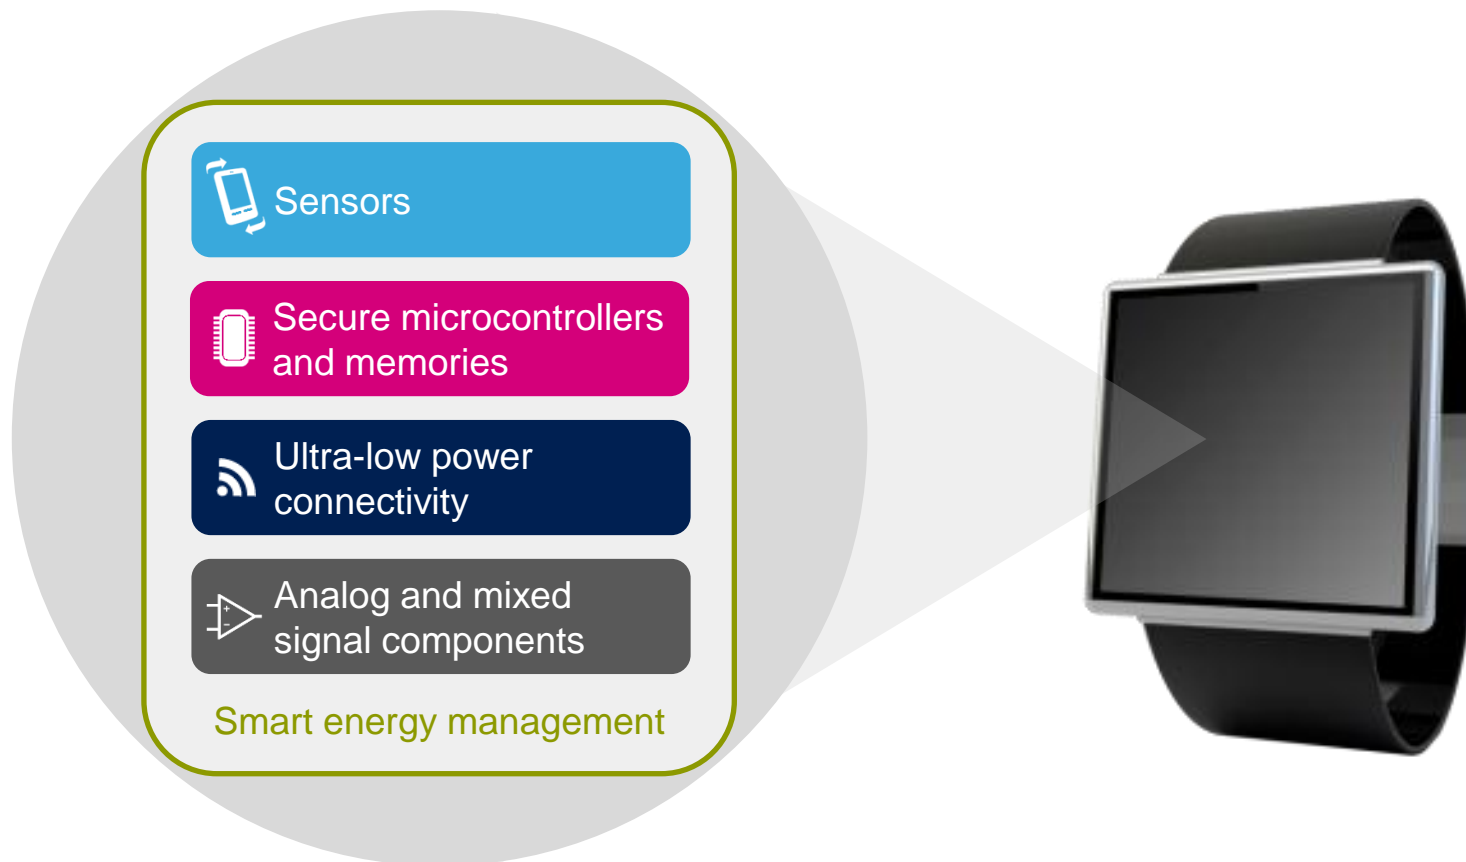 Sensors
Secure microcontrollers
and memories
Ultra-low power
connectivity
Analog and mixed
signal components
Smart energy management